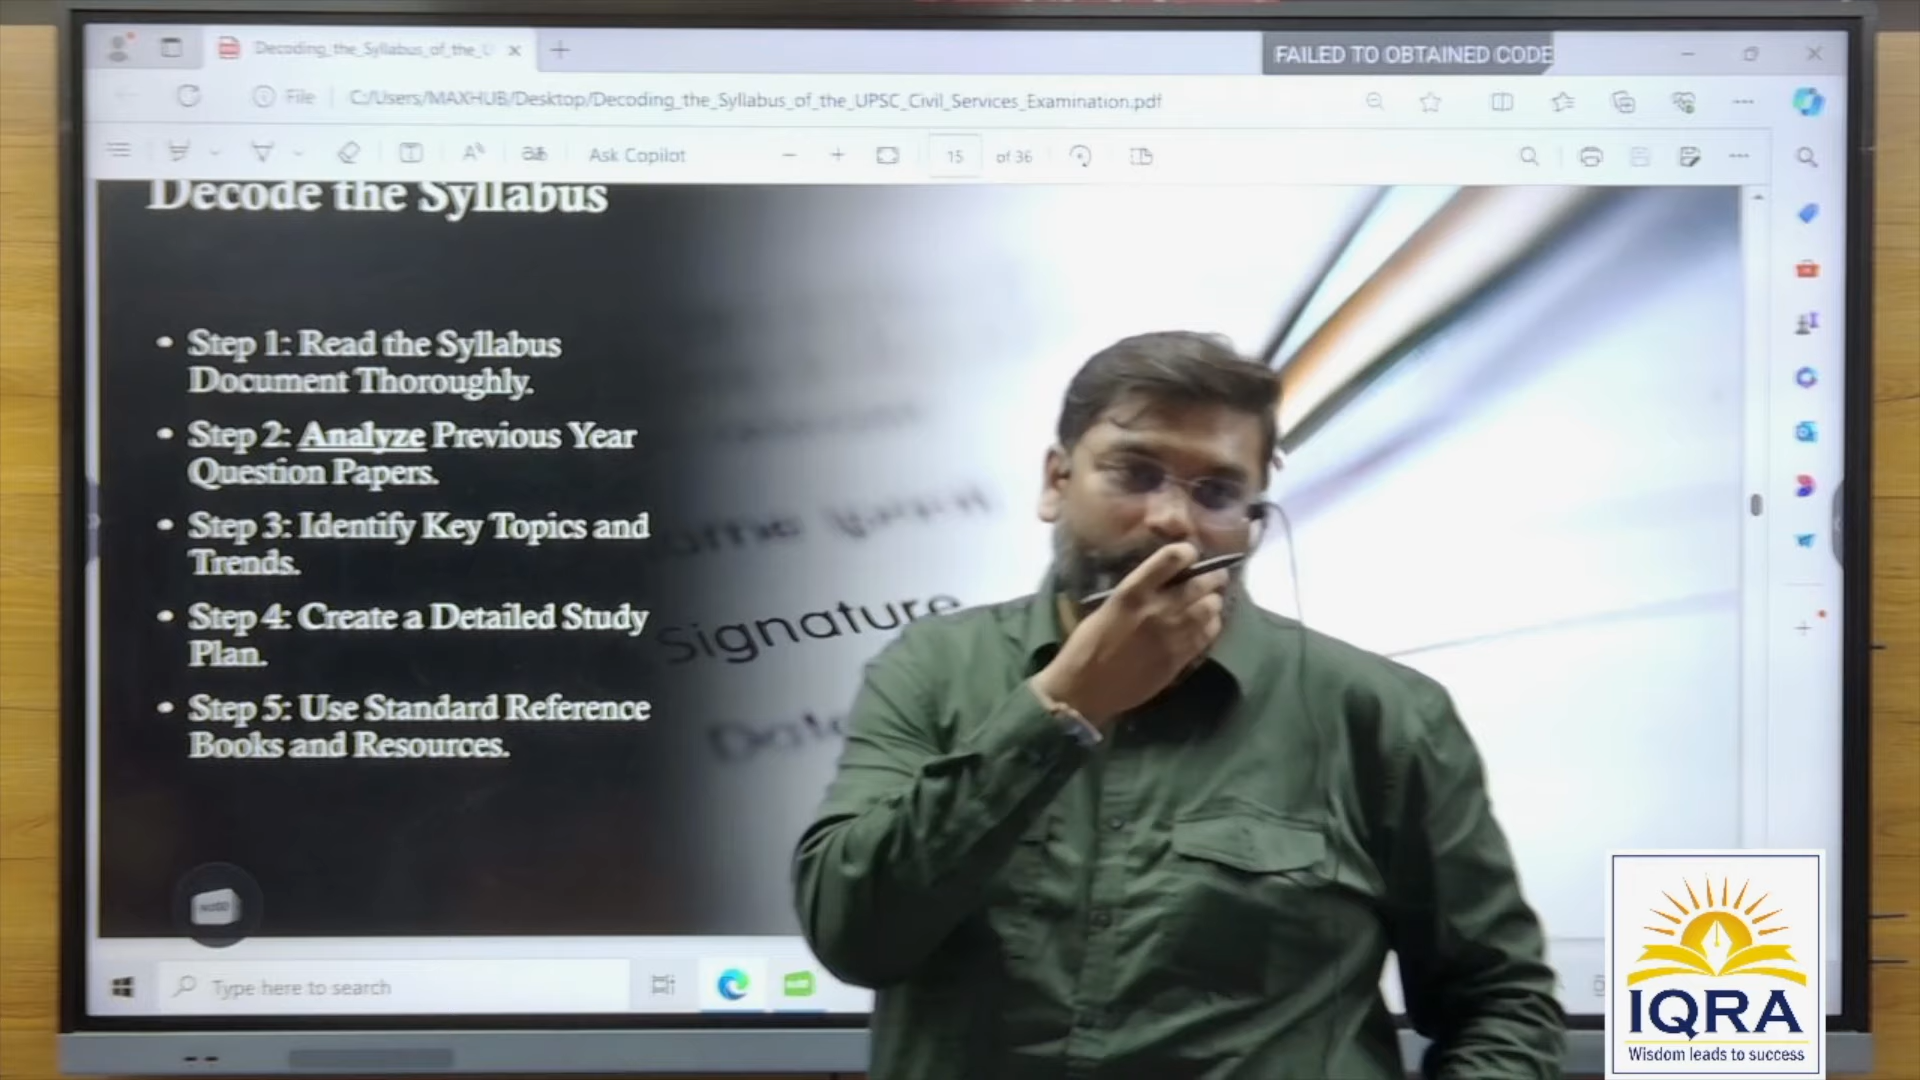 Decoding_the_Syllabus_of_the_U
FAILED TO OBTAINED CODE
File
C:/Users/MAXHUB/Desktop/Decoding_the_Syllabus_of_the_UPSC_Civil_Services_Examination.pdf
Ask Copilot
15 of 36
Decode the Syllabus
• Step 1: Read the Syllabus
Document Thoroughly.
• Step 2: Analyze Previous Year
Question Papers.
• Step 3: Identify Key Topics and
Trends.
• Step 4: Create a Detailed Study
Plan.
• Step 5: Use Standard Reference
Books and Resources.
Signature
Date
Type here to search
IQRA
Wisdom leads to success